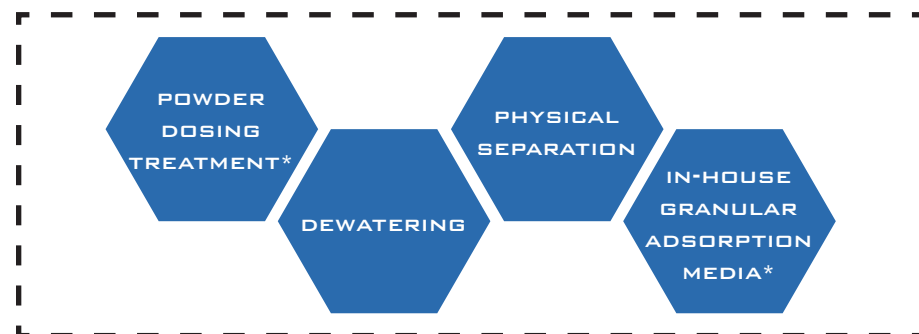 POWDER
DOSING
TREATMENT*
DEWATERING
PHYSICAL
SEPARATION
IN-HOUSE
GRANULAR
ADSORPTION
MEDIA*